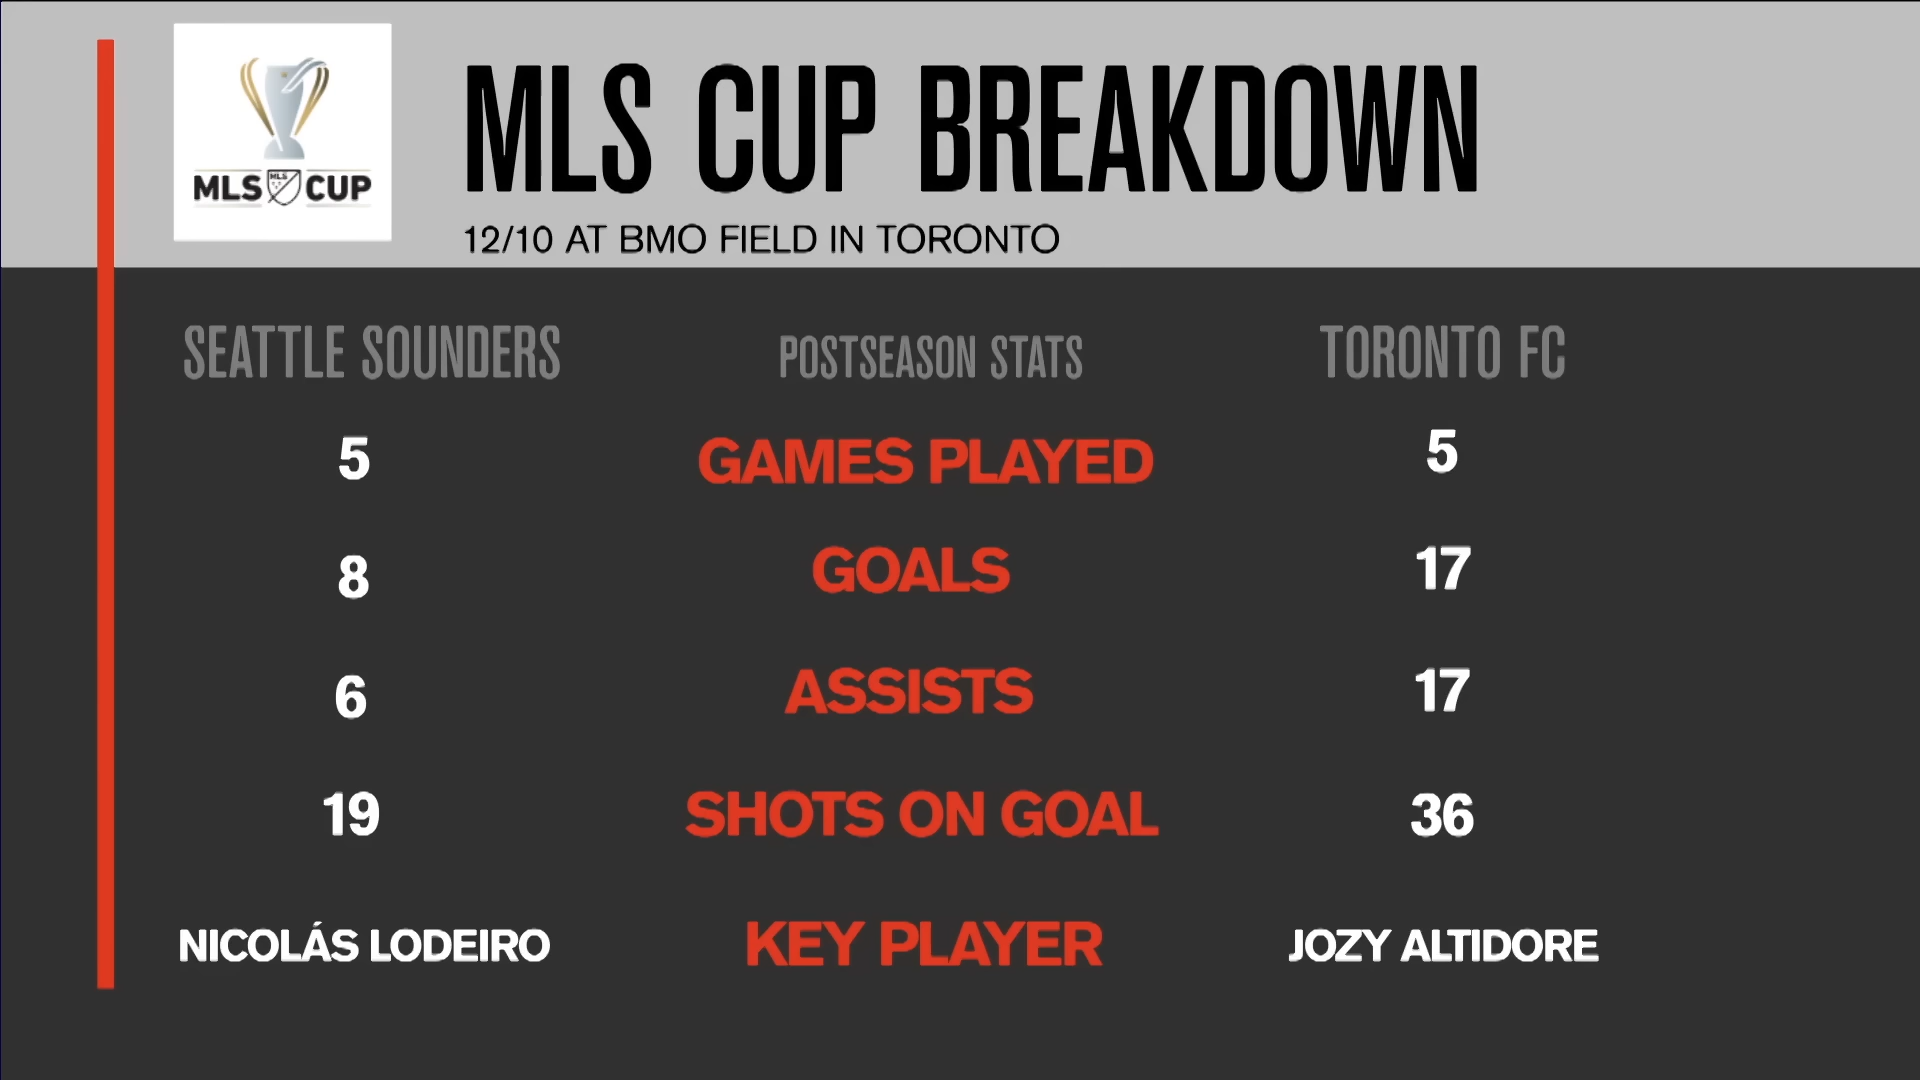 MLS CUP BREAKDOWN
MLS MLS CUP
12/10 AT BMO FIELD IN TORONTO
SEATTLE SOUNDERS POSTSEASON STATS TORONTO FC
5 GAMES PLAYED 5
8 GOALS 17
6 ASSISTS 17
19 SHOTS ON GOAL 36
NICOLÁS LODEIRO KEY PLAYER JOZY ALTIDORE